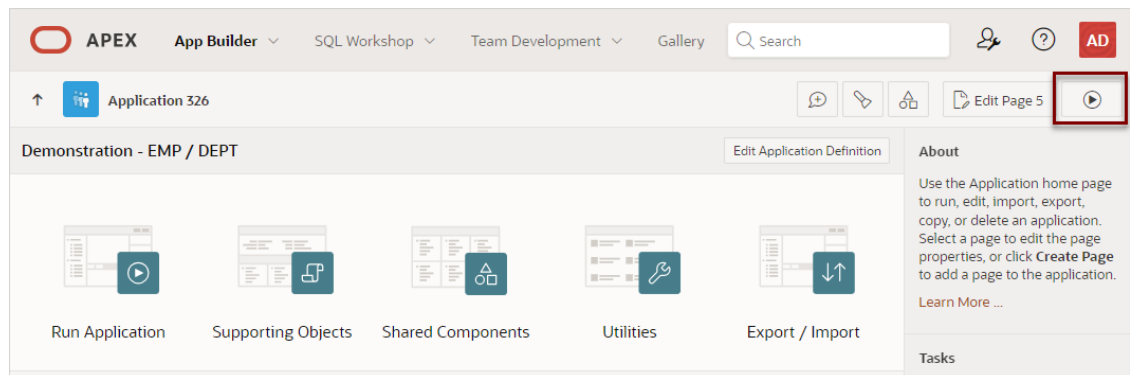 APEX App Builder SQL Workshop Team Development Gallery Search AD
Application 326 Edit Page 5
Demonstration - EMP / DEPT Edit Application Definition
About
Use the Application home page
to run, edit, import, export,
copy, or delete an application.
Select a page to edit the page
properties, or click Create Page
to add a page to the application.
Learn More ...
Run Application Supporting Objects Shared Components Utilities Export / Import
Tasks